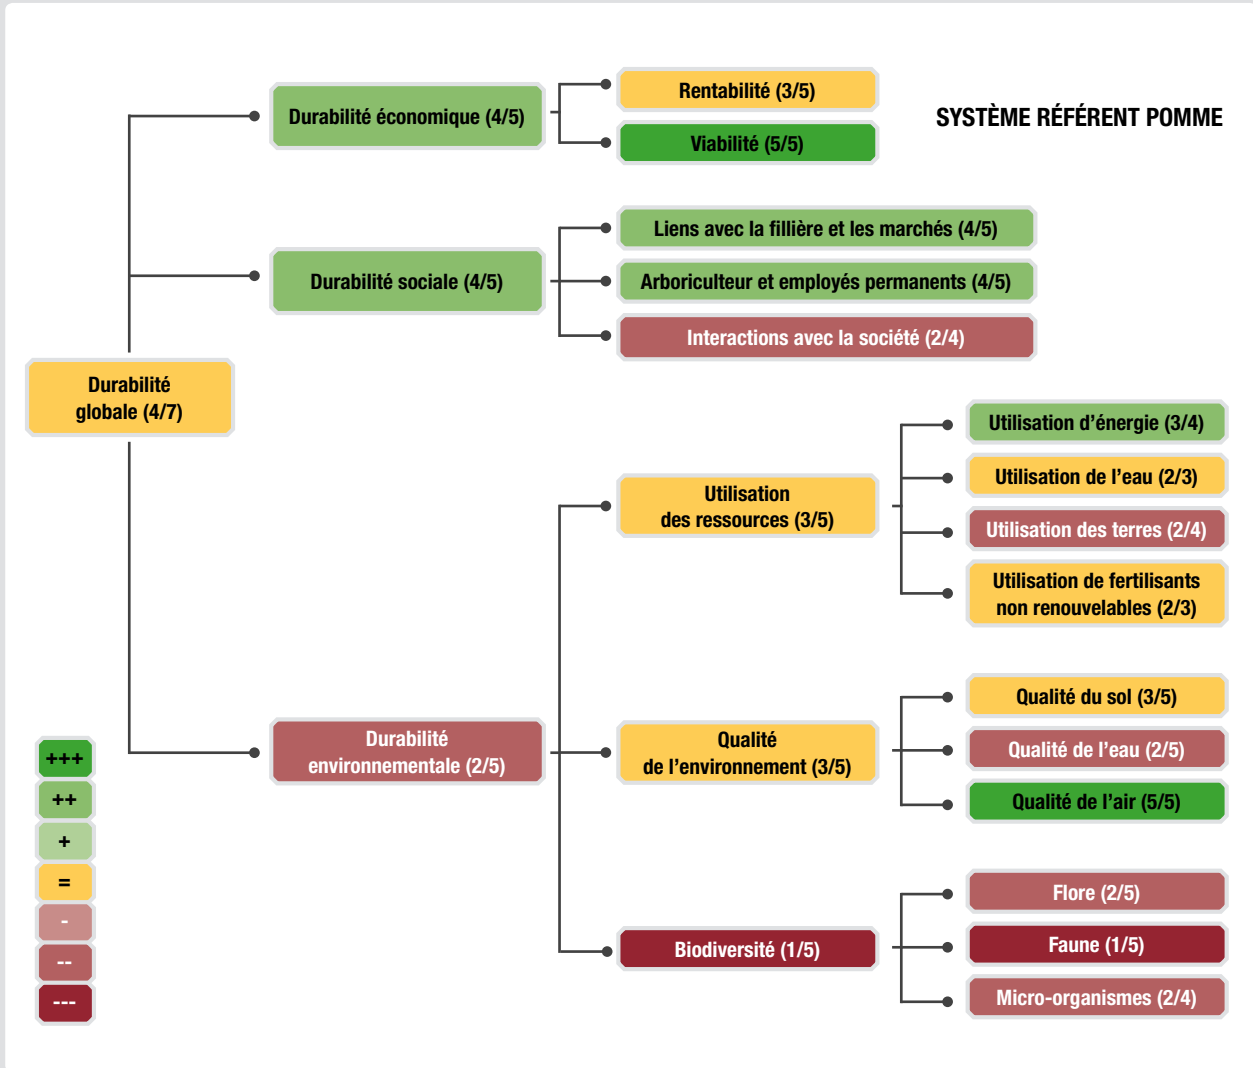 SYSTÈME RÉFÉRENT POMME
Durabilité
globale (4/7)
Durabilité économique (4/5)
Rentabilité (3/5)
Viabilité (5/5)
Durabilité sociale (4/5)
Liens avec la fillière et les marchés (4/5)
Arboriculteur et employés permanents (4/5)
Interactions avec la société (2/4)
Durabilité
environnementale (2/5)
Utilisation
des ressources (3/5)
Utilisation d'énergie (3/4)
Utilisation de l'eau (2/3)
Utilisation des terres (2/4)
Utilisation de fertilisants
non renouvelables (2/3)
Qualité
de l'environnement (3/5)
Qualité du sol (3/5)
Qualité de l'eau (2/5)
Qualité de l'air (5/5)
Biodiversité (1/5)
Flore (2/5)
Faune (1/5)
Micro-organismes (2/4)
+++
++
+
=
-
--
---